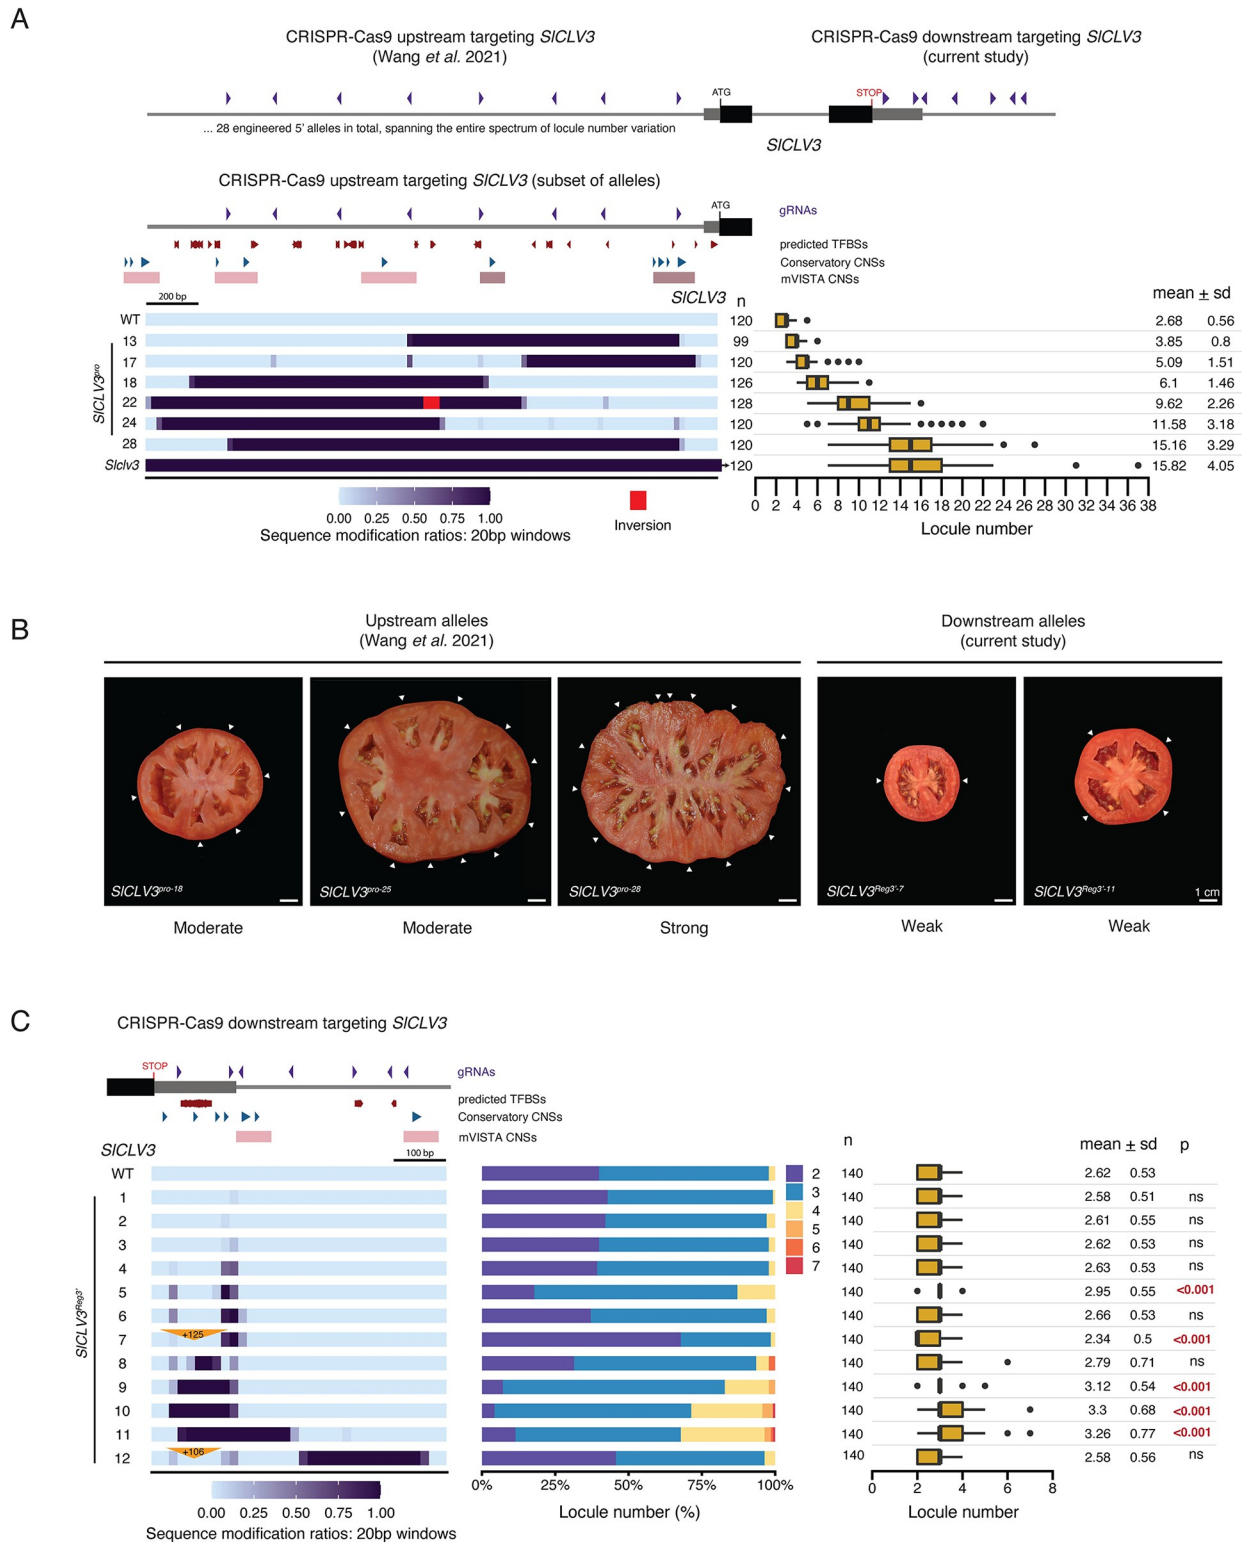 A
CRISPR-Cas9 upstream targeting SlCLV3
(Wang et al. 2021)
CRISPR-Cas9 downstream targeting SlCLV3
(current study)
ATG
STOP
... 28 engineered 5' alleles in total, spanning the entire spectrum of locule number variation
SlCLV3
CRISPR-Cas9 upstream targeting SlCLV3 (subset of alleles)
ATG
gRNAs
predicted TFBSs
Conservatory CNSs
mVISTA CNSs
200 bp
SlCLV3 n
mean ± sd
WT 120 2.68 0.56
13 99 3.85 0.8
17 120 5.09 1.51
18 126 6.1 1.46
22 128 9.62 2.26
24 120 11.58 3.18
28 120 15.16 3.29
Slclv3 120 15.82 4.05
SlCLV3pro
0 2 4 6 8 10 12 14 16 18 20 22 24 26 28 30 32 34 36 38
Locule number
0.00 0.25 0.50 0.75 1.00
Sequence modification ratios: 20bp windows
Inversion
B
Upstream alleles
(Wang et al. 2021)
Downstream alleles
(current study)
SlCLV3pro-18
SlCLV3pro-25
SlCLV3pro-28
SlCLV3Reg3'-7
SlCLV3Reg3'-11
1 cm
Moderate
Moderate
Strong
Weak
Weak
C
CRISPR-Cas9 downstream targeting SlCLV3
STOP
gRNAs
predicted TFBSs
Conservatory CNSs
mVISTA CNSs
100 bp
SlCLV3
n
mean ± sd p
WT 140 2.62 0.53
1 140 2.58 0.51 ns
2 140 2.61 0.55 ns
3 140 2.62 0.53 ns
4 140 2.63 0.53 ns
5 140 2.95 0.55 <0.001
6 140 2.66 0.53 ns
7 +125 140 2.34 0.5 <0.001
8 140 2.79 0.71 ns
9 140 3.12 0.54 <0.001
10 140 3.3 0.68 <0.001
11 140 3.26 0.77 <0.001
12 +106 140 2.58 0.56 ns
SlCLV3Reg3'
2
3
4
5
6
7
0% 25% 50% 75% 100%
Locule number (%)
0 2 4 6 8
Locule number
0.00 0.25 0.50 0.75 1.00
Sequence modification ratios: 20bp windows